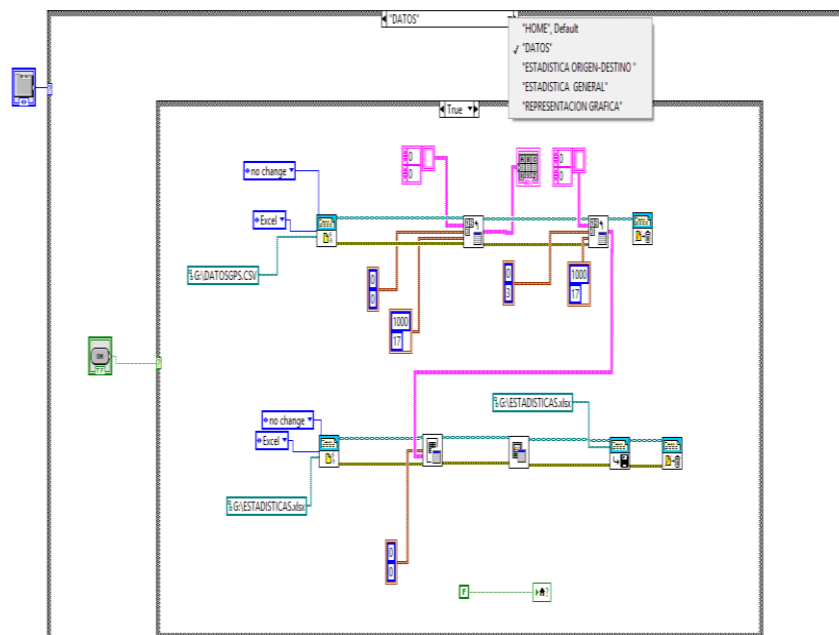 "DATOS"
"HOME", Default
"DATOS"
"ESTADISTICA ORIGEN-DESTINO "
"ESTADISTICA GENERAL"
"REPRESENTACION GRAFICA"
True
no change
Excel
G:\DATOSGPS.CSV
0
0
0
0
0
0
1000
17
0
3
1000
17
ON
G:\ESTADISTICAS.xlsx
no change
Excel
G:\ESTADISTICAS.xlsx
0
0
F